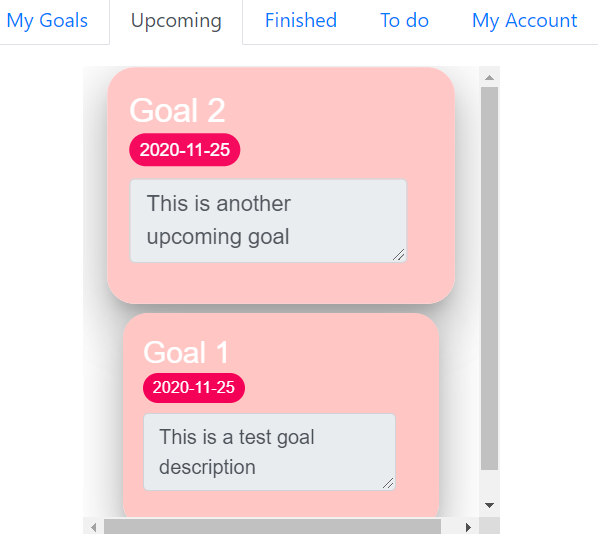 My Goals Upcoming Finished To do My Account
Goal 2
2020-11-25
This is another
upcoming goal
Goal 1
2020-11-25
This is a test goal
description